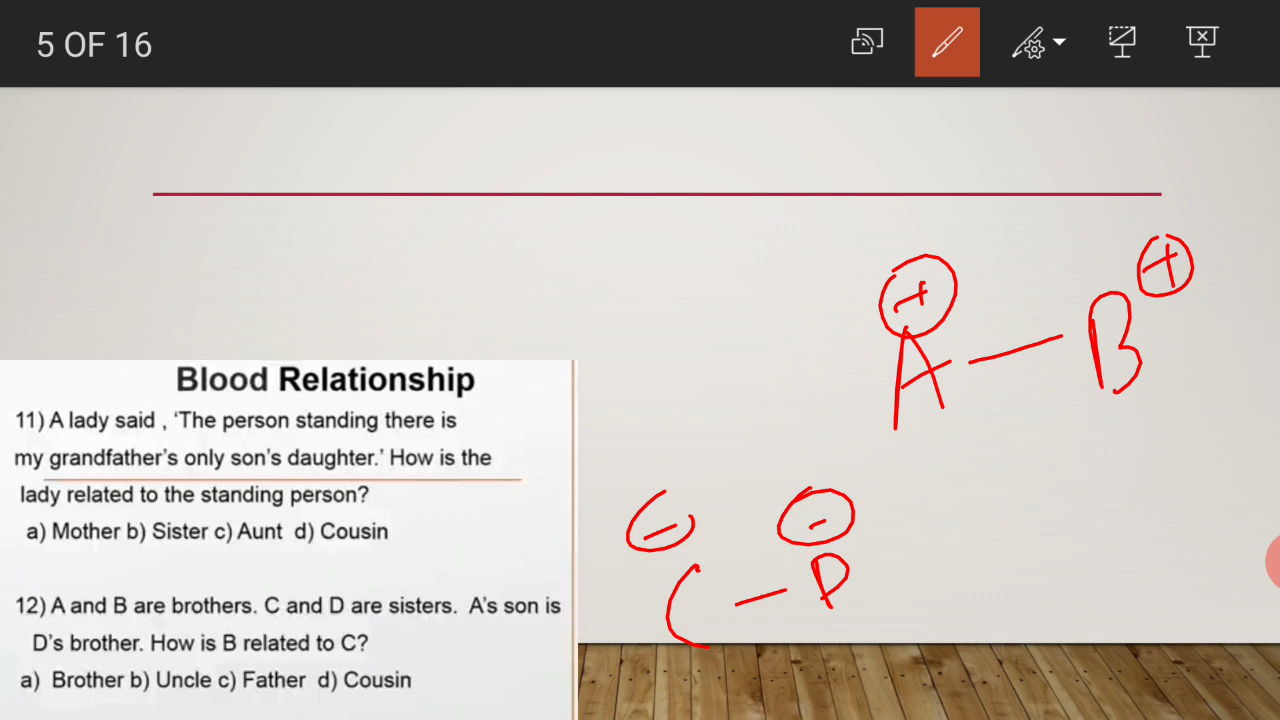 5 OF 16
+
+
A — B
Blood Relationship
11) A lady said , ‘The person standing there is
my grandfather's only son's daughter.’ How is the
lady related to the standing person?
a) Mother b) Sister c) Aunt d) Cousin
- -
C — D
12) A and B are brothers. C and D are sisters. A's son is
D's brother. How is B related to C?
a) Brother b) Uncle c) Father d) Cousin